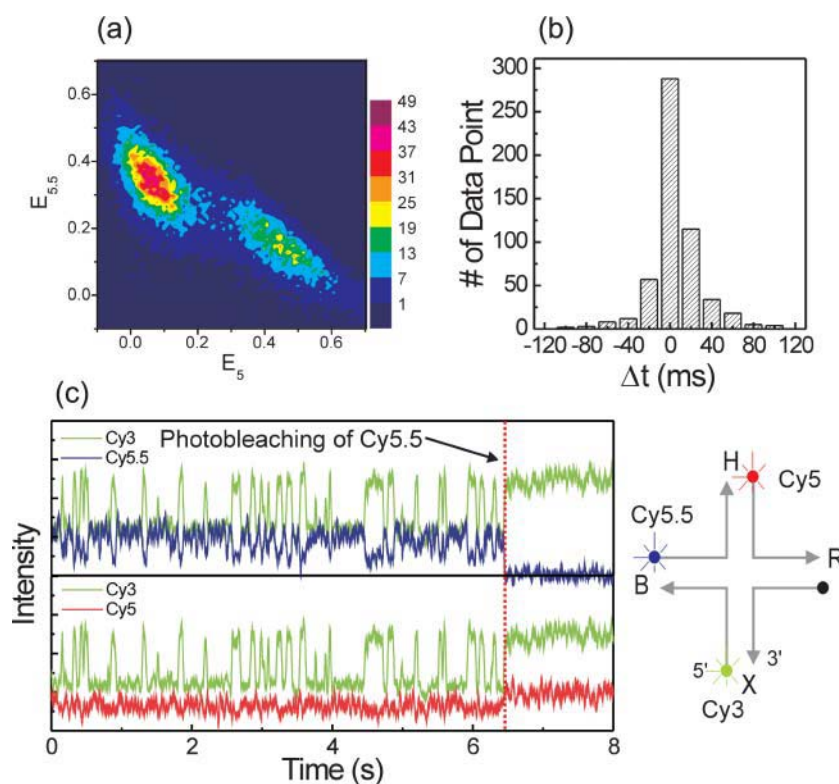 (a)
E5.5
0.6
0.4
0.2
0.0
0.0
0.2
0.4
0.6
E5
49
43
37
31
25
19
13
7
1
(b)
# of Data Point
300
250
200
150
100
50
0
-120
-80
-40
0
40
80
120
Δt (ms)
(c)
Intensity
Cy3
Cy5.5
Photobleaching of Cy5.5
Cy3
Cy5
0
2
4
6
8
Time (s)
H
Cy5
Cy5.5
R
B
5'
3'
X
Cy3